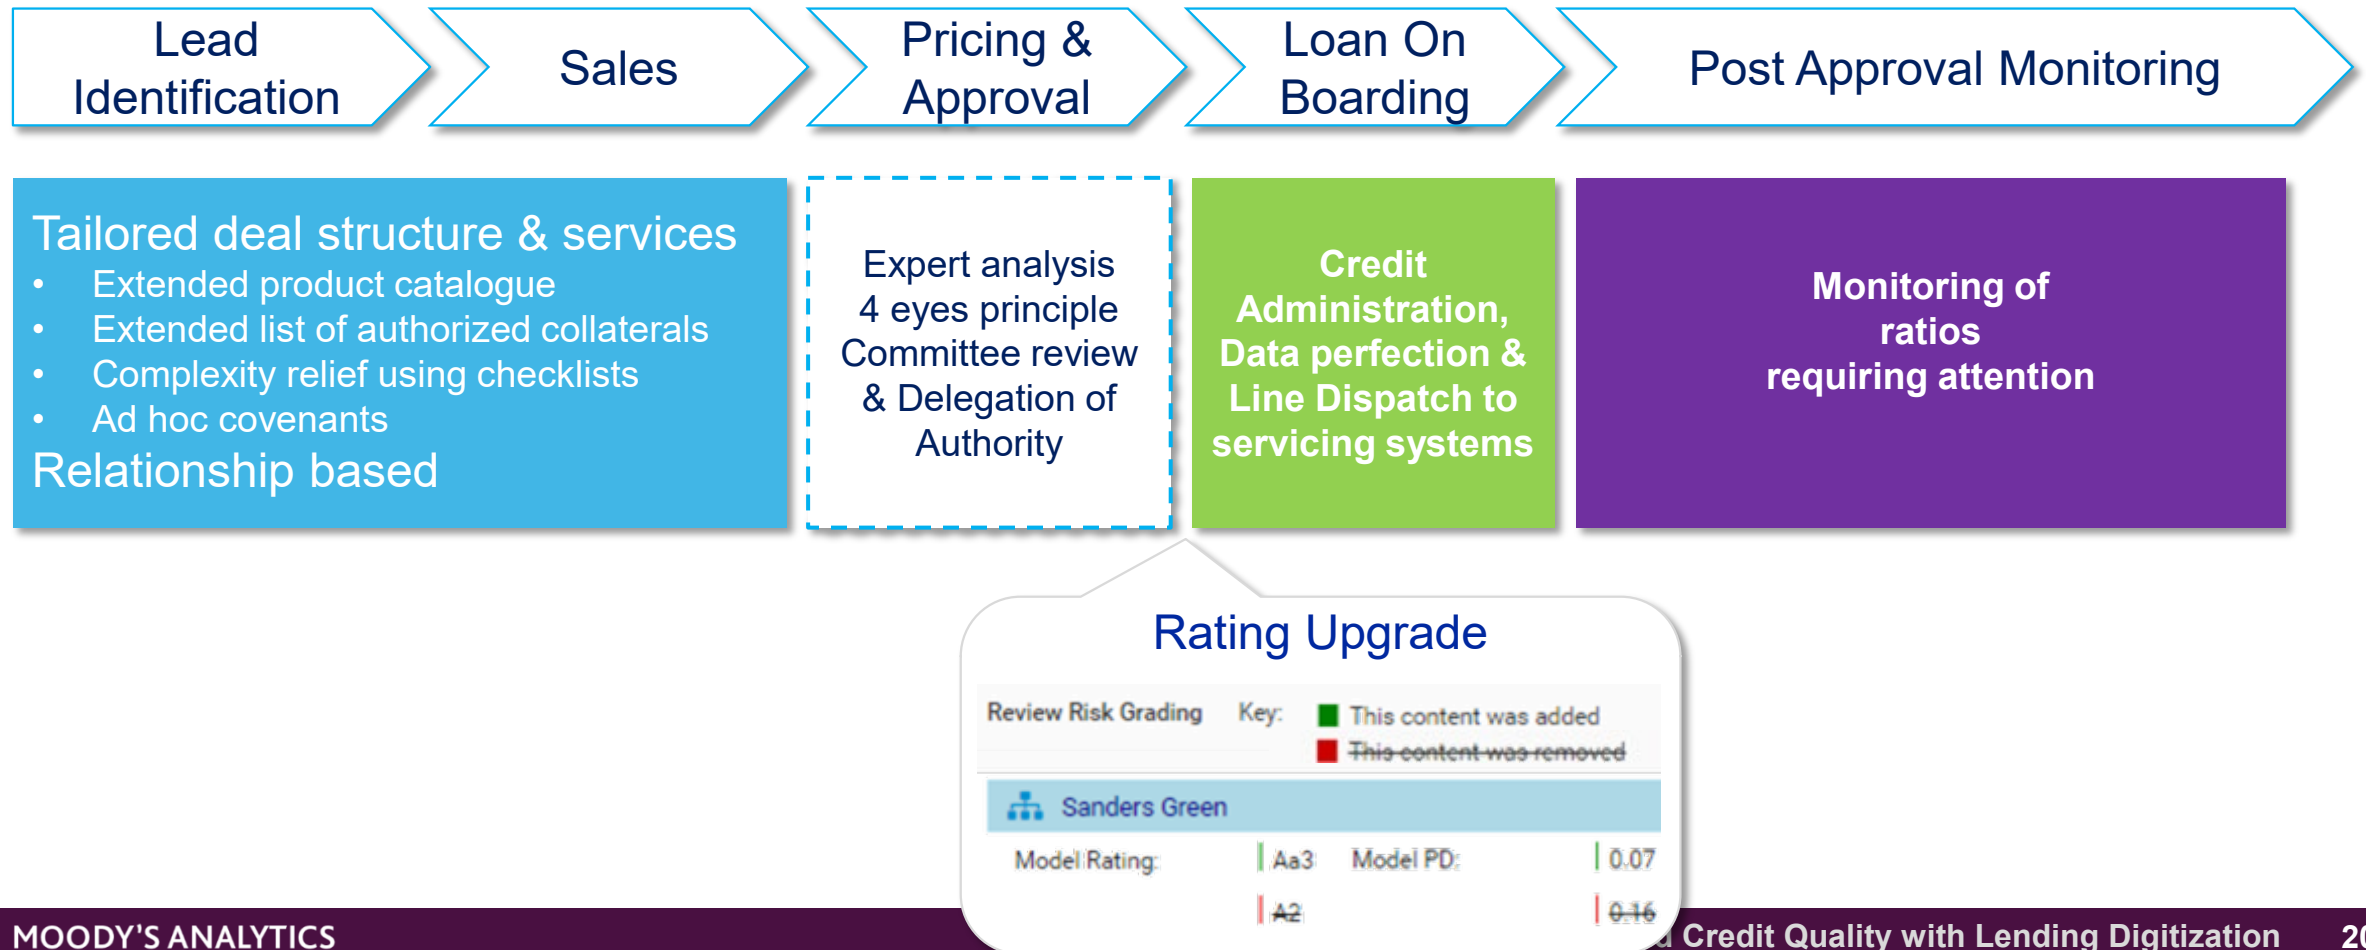 Lead
Identification
Sales
Pricing &
Approval
Loan On
Boarding
Post Approval Monitoring
Tailored deal structure & services
• Extended product catalogue
• Extended list of authorized collaterals
• Complexity relief using checklists
• Ad hoc covenants
Relationship based
Expert analysis
4 eyes principle
Committee review
& Delegation of
Authority
Credit
Administration,
Data perfection &
Line Dispatch to
servicing systems
Monitoring of
ratios
requiring attention
Rating Upgrade
Review Risk Grading Key: This content was added
This content was removed
Sanders Green
Model Rating: Aa3 Model PD: 0.07
A2 0.16
MOODY'S ANALYTICS
Credit Quality with Lending Digitization